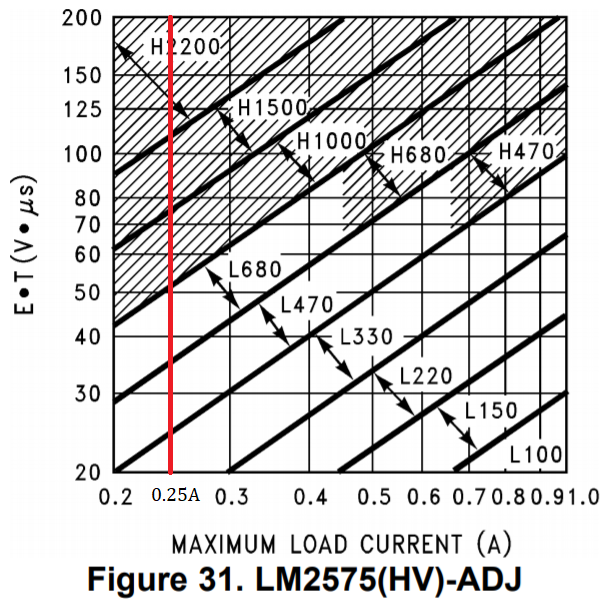 200
H2200
150
125
H1500
H1000
100
H680
H470
80
70
60
E•T(V•μs)
L680
50
L470
40
L330
L220
30
L150
L100
20
0.2
0.25A
0.3
0.4
0.5
0.6
0.7
0.8
0.9
1.0
MAXIMUM LOAD CURRENT (A)
Figure 31. LM2575(HV)-ADJ